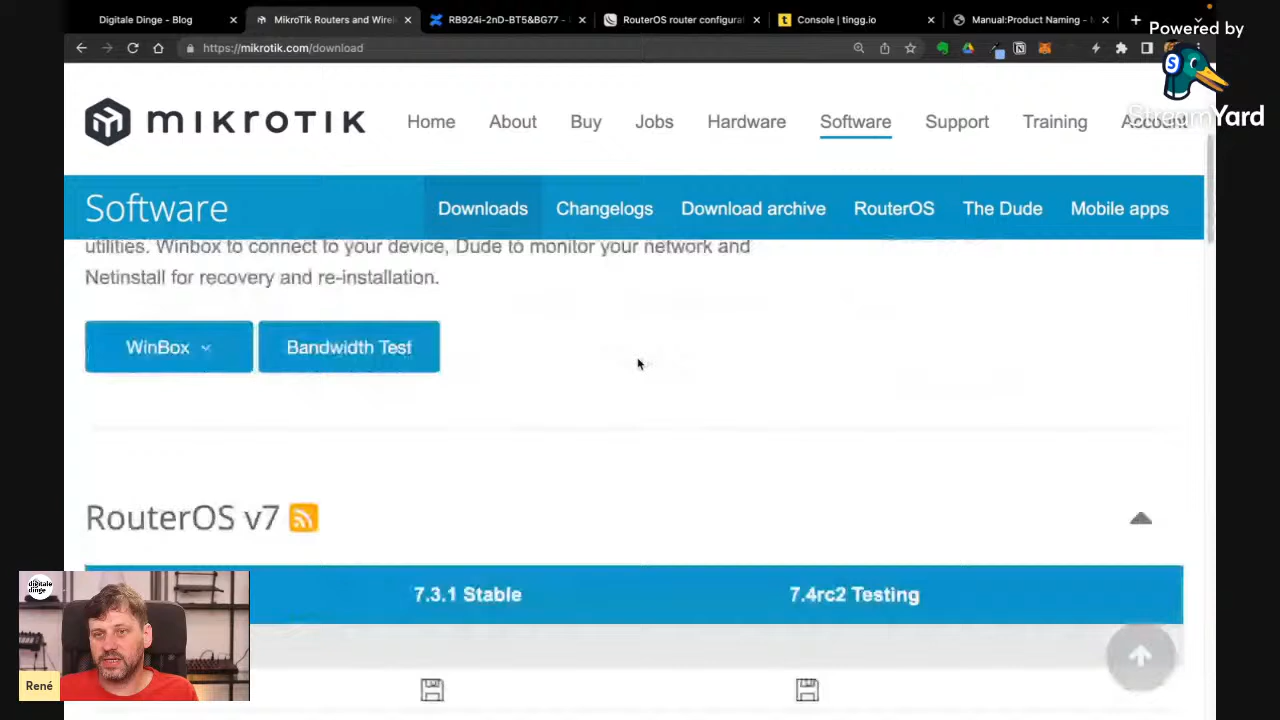 Digitale Dinge - Blog
MikroTik Routers and Wirel
RB924i-2nD-BT5&BG77 -
RouterOS router configurat
Console | tingg.io
Manual:Product Naming -
Powered by
https://mikrotik.com/download
StreamYard
MikroTik
Home About Buy Jobs Hardware Software Support Training Account
Software
Downloads Changelogs Download archive RouterOS The Dude Mobile apps
utilities. Winbox to connect to your device, Dude to monitor your network and
Netinstall for recovery and re-installation.
WinBox Bandwidth Test
RouterOS v7
7.3.1 Stable 7.4rc2 Testing
digitale
dinge
René